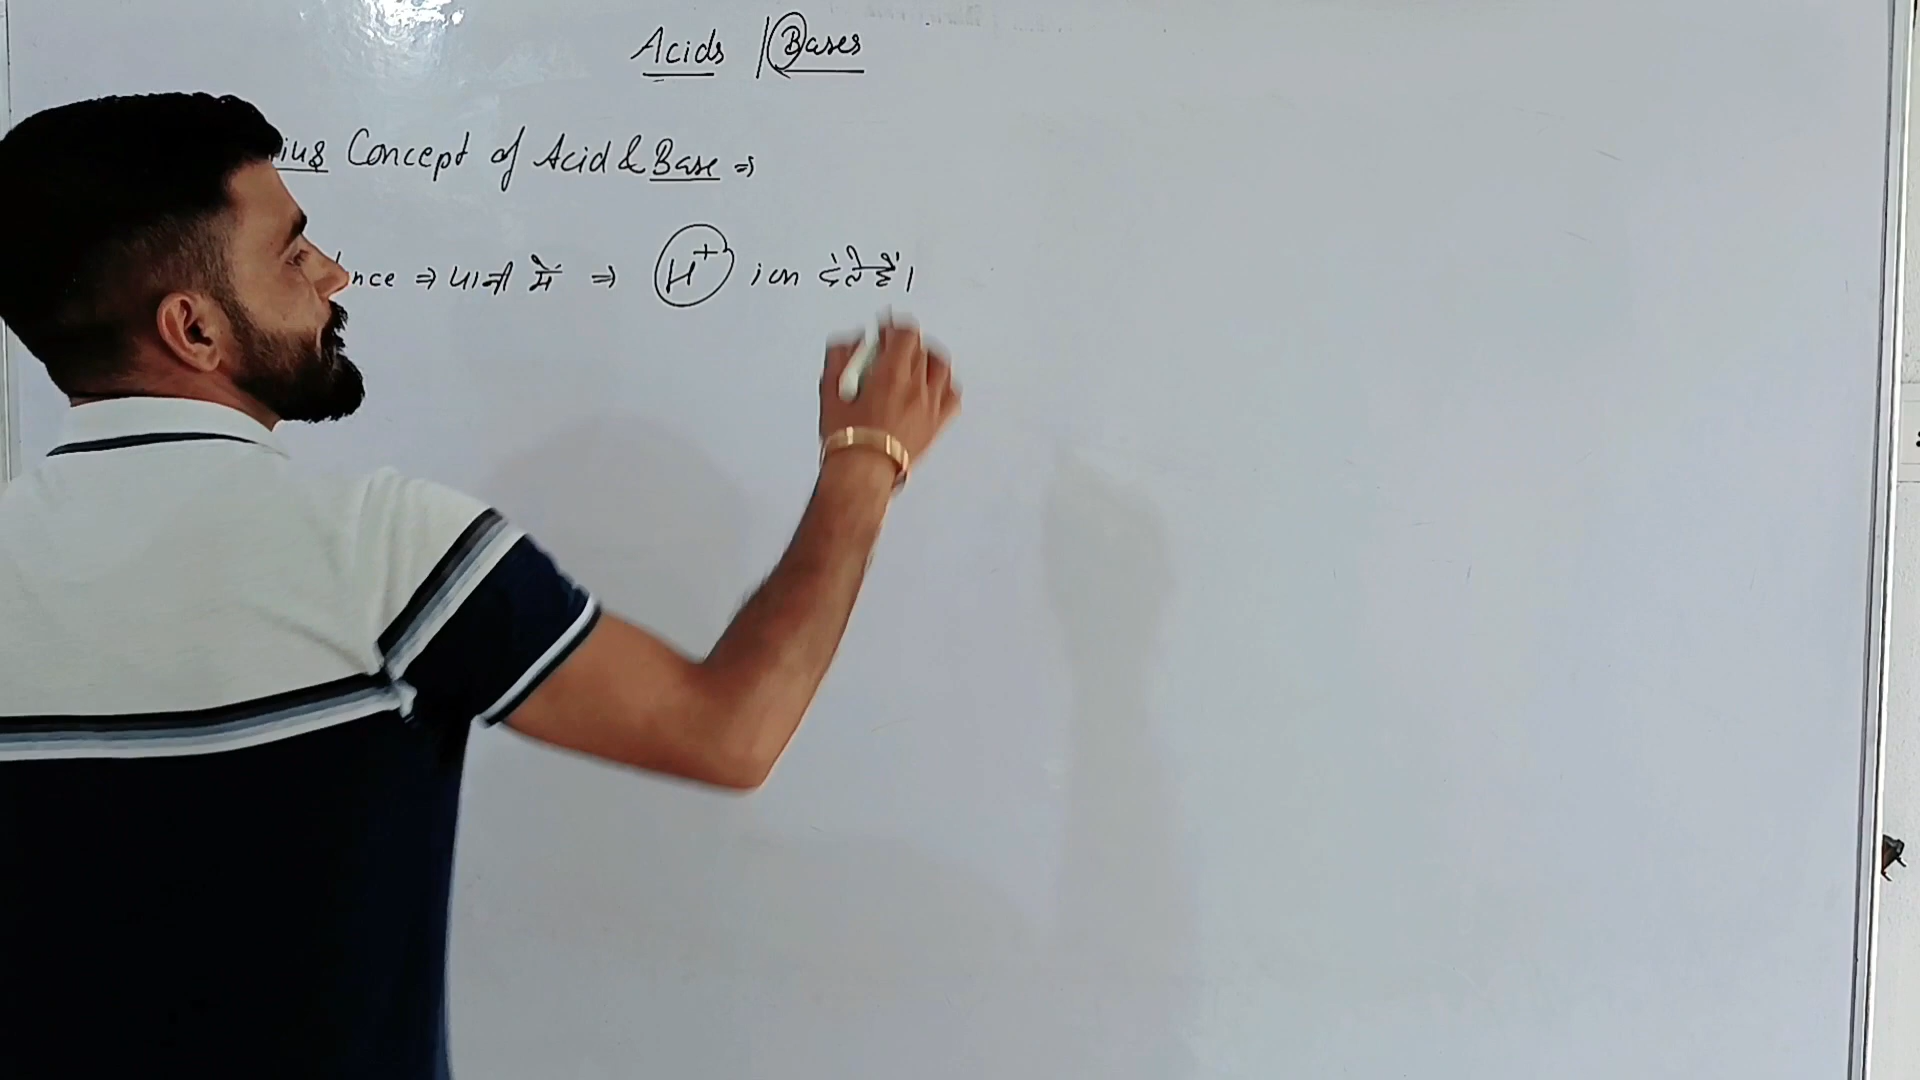 Acids / Bases
ius Concept of Acid & Base ⇒
nce ⇒ पानी में ⇒ H⁺ ion देते हैं।